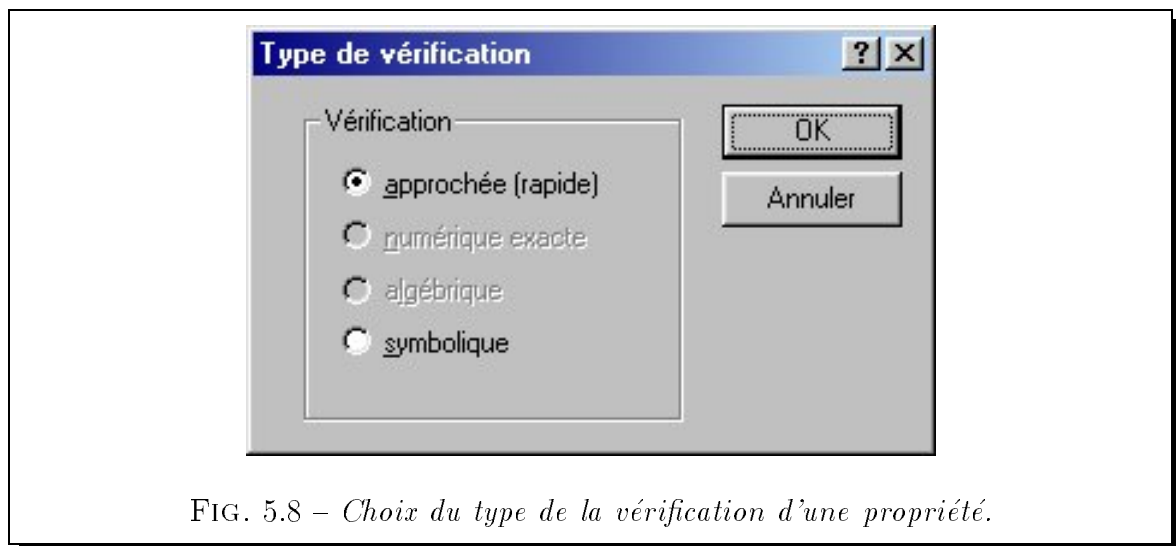 Type de vérification
Vérification
approchée (rapide)
numérique exacte
algébrique
symbolique
OK
Annuler
FIG. 5.8 – Choix du type de la vérification d'une propriété.